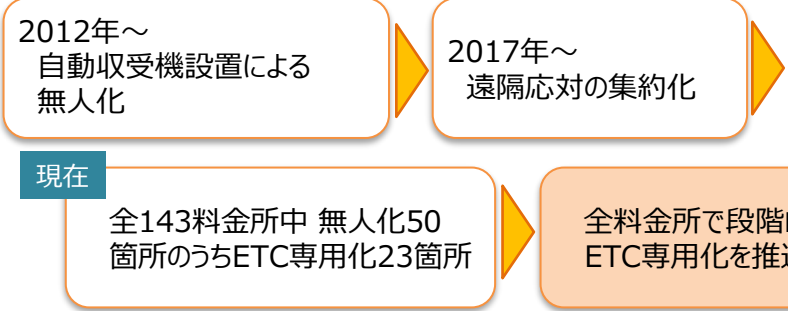 2012年～
自動収受機設置による
無人化
2017年～
遠隔応対の集約化
現在
全143料金所中 無人化50
箇所のうちETC専用化23箇所
全料金所で段階
ETC専用化を推